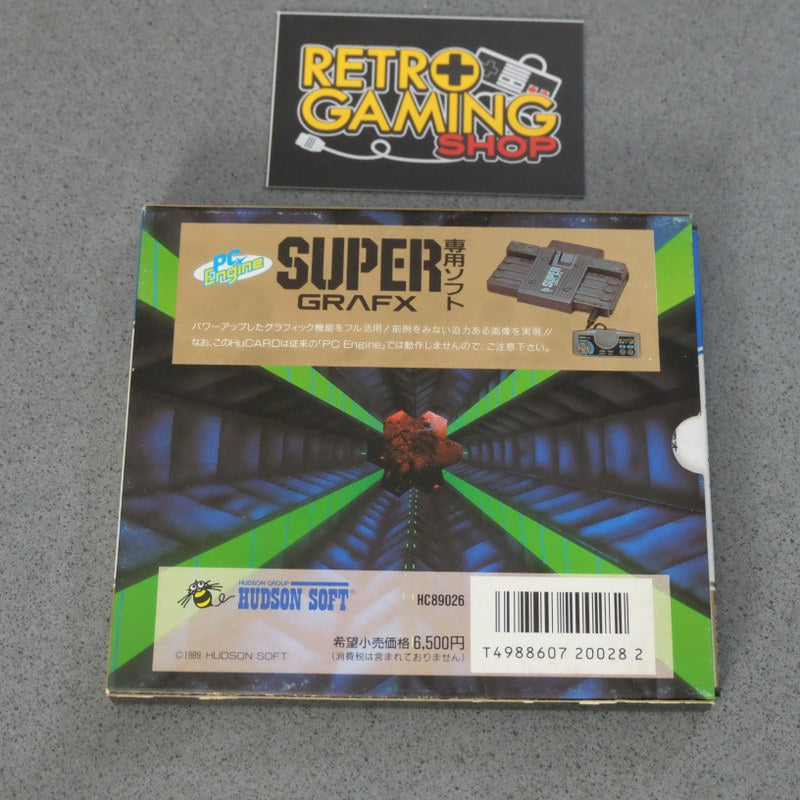 RETRO
GAMING
SHOP
PC
Engine
SUPER
GRAFX
専用ソフト
SUPER
パワーアップしたグラフィック機能をフル活用!前例をみない迫力ある画像を実現!!
なお、このHuCARDは従来の「PC Engine」では動作しませんので、ご注意下さい。
HUDSON GROUP
HUDSON SOFT
HC89026
希望小売価格 6,500円
(消費税は含まれておりません)
©1989 HUDSON SOFT
T4988607 20028 2